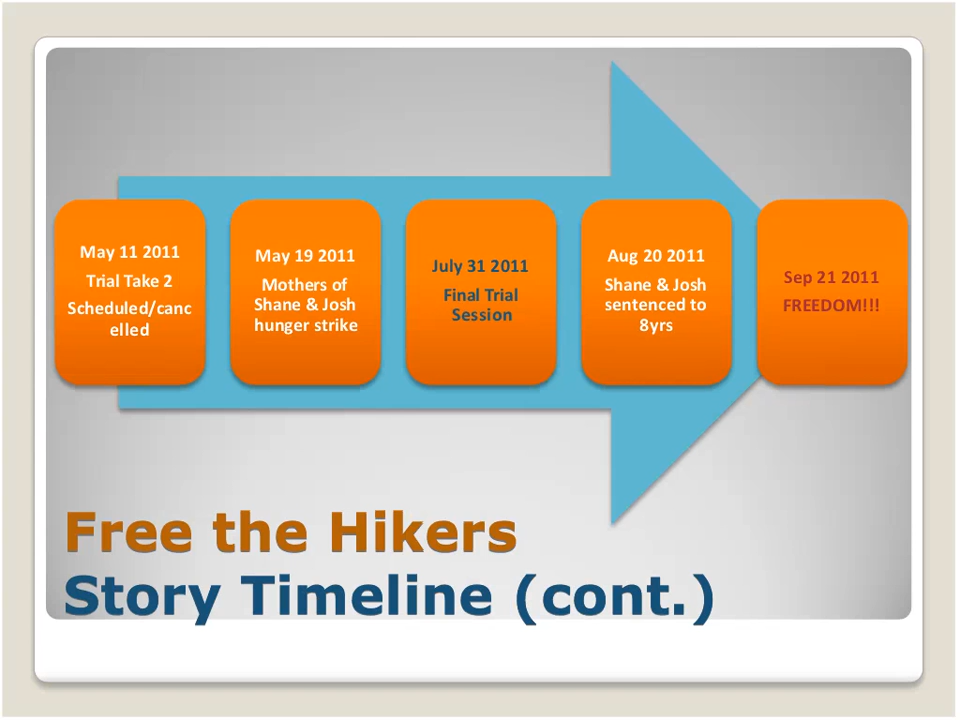 May 11 2011
Trial Take 2
Scheduled/canc
elled
May 19 2011
Mothers of
Shane & Josh
hunger strike
July 31 2011
Final Trial
Session
Aug 20 2011
Shane & Josh
sentenced to
8yrs
Sep 21 2011
FREEDOM!!!
Free the Hikers
Story Timeline (cont.)